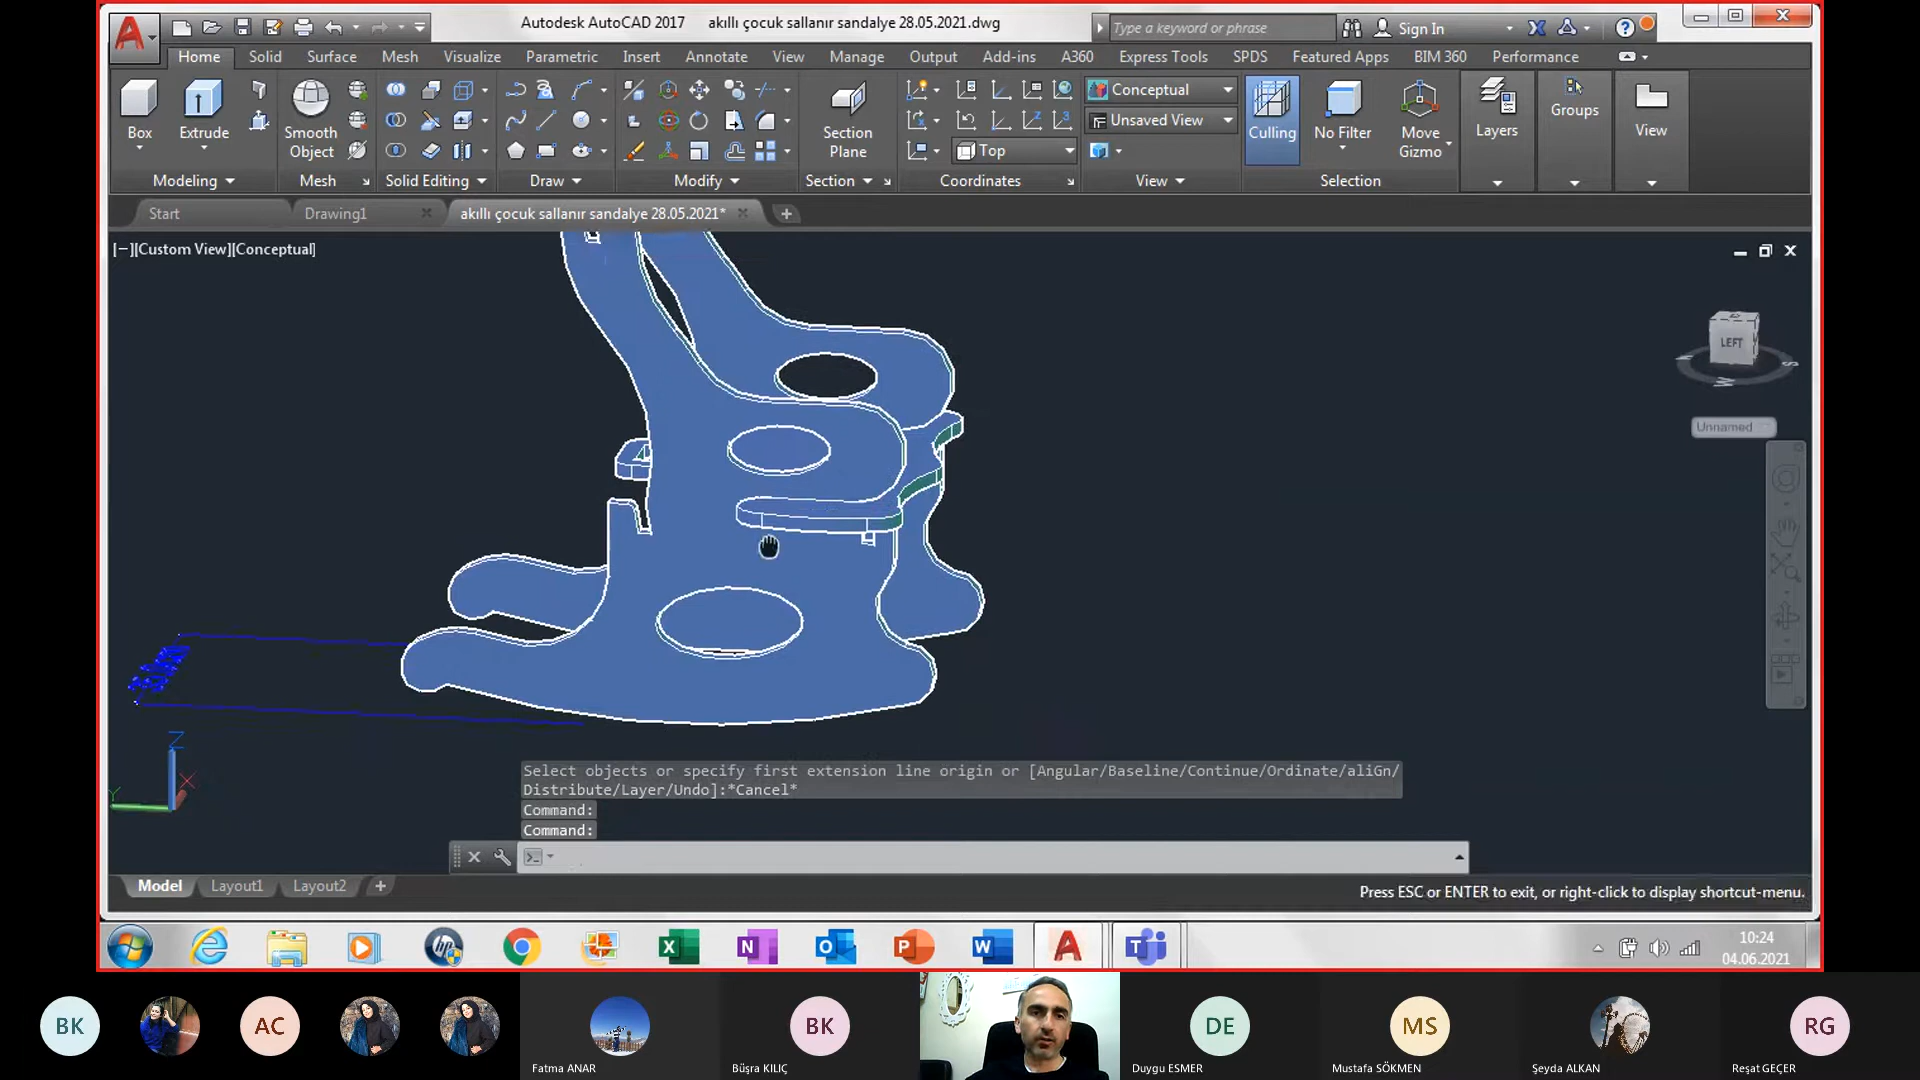 Autodesk AutoCAD 2017 akıllı çocuk sallanır sandalye 28.05.2021.dwg
Type a keyword or phrase
Sign In
Home Solid Surface Mesh Visualize Parametric Insert Annotate View Manage Output Add-ins A360 Express Tools SPDS Featured Apps BIM 360 Performance
Box
Extrude
Smooth
Object
Section
Plane
Conceptual
Unsaved View
Top
Culling
No Filter
Move
Gizmo
Layers
Groups
View
Modeling
Mesh
Solid Editing
Draw
Modify
Section
Coordinates
View
Selection
Start
Drawing1
akıllı çocuk sallanır sandalye 28.05.2021*
[−][Custom View][Conceptual]
LEFT
N
W
S
Unnamed
Z
X
Y
Select objects or specify first extension line origin or [Angular/Baseline/Continue/Ordinate/aliGn/
Distribute/Layer/Undo]:*Cancel*
Command:
Command:
Model Layout1 Layout2
Press ESC or ENTER to exit, or right-click to display shortcut-menu.
10:24
04.06.2021
BK
AC
Fatma ANAR
BK
Büşra KILIÇ
DE
Duygu ESMER
MS
Mustafa SÖKMEN
Şeyda ALKAN
RG
Reşat GEÇER